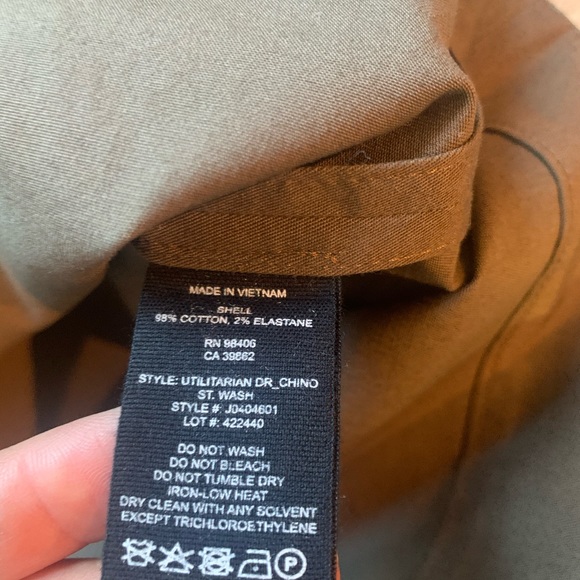 MADE IN VIETNAM
SHELL
98% COTTON, 2% ELASTANE
RN 98406
CA 39862
STYLE: UTILITARIAN DR_CHINO
ST. WASH
STYLE #: J0404601
LOT #: 422440
DO NOT WASH
DO NOT BLEACH
DO NOT TUMBLE DRY
IRON-LOW HEAT
DRY CLEAN WITH ANY SOLVENT
EXCEPT TRICHLOROETHYLENE
P